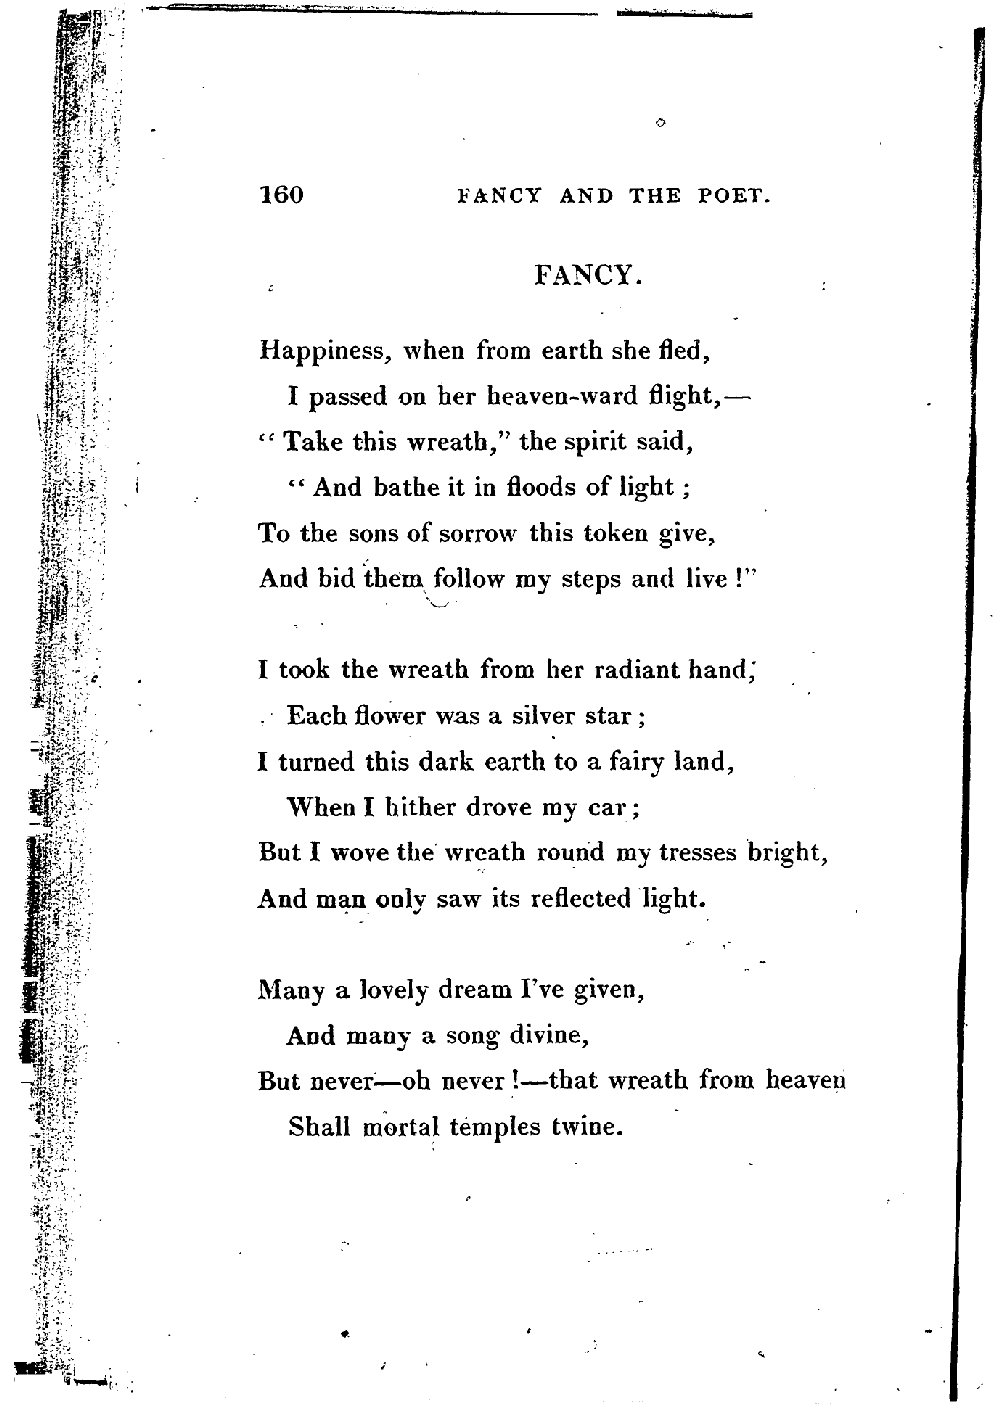 160 FANCY AND THE POET.
FANCY.
Happiness, when from earth she fled,
I passed on her heaven-ward flight,—
“ Take this wreath,” the spirit said,
“ And bathe it in floods of light ;
To the sons of sorrow this token give,
And bid them follow my steps and live !”
I took the wreath from her radiant hand,
Each flower was a silver star ;
I turned this dark earth to a fairy land,
When I hither drove my car ;
But I wove the wreath round my tresses bright,
And man only saw its reflected light.
Many a lovely dream I’ve given,
And many a song divine,
But never—oh never !—that wreath from heaven
Shall mortal temples twine.